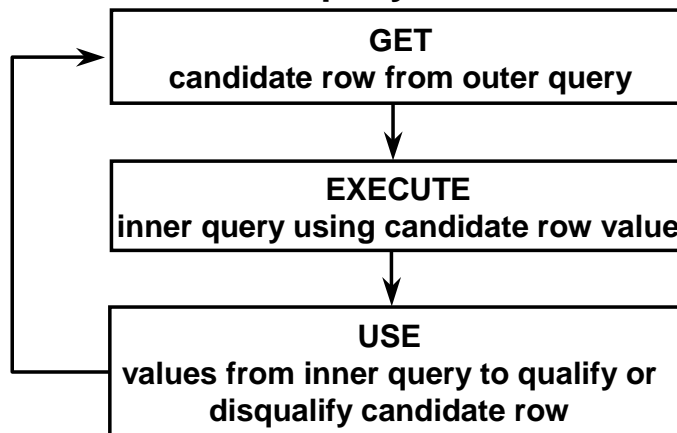 GET
candidate row from outer query
EXECUTE
inner query using candidate row value
USE
values from inner query to qualify or
disqualify candidate row